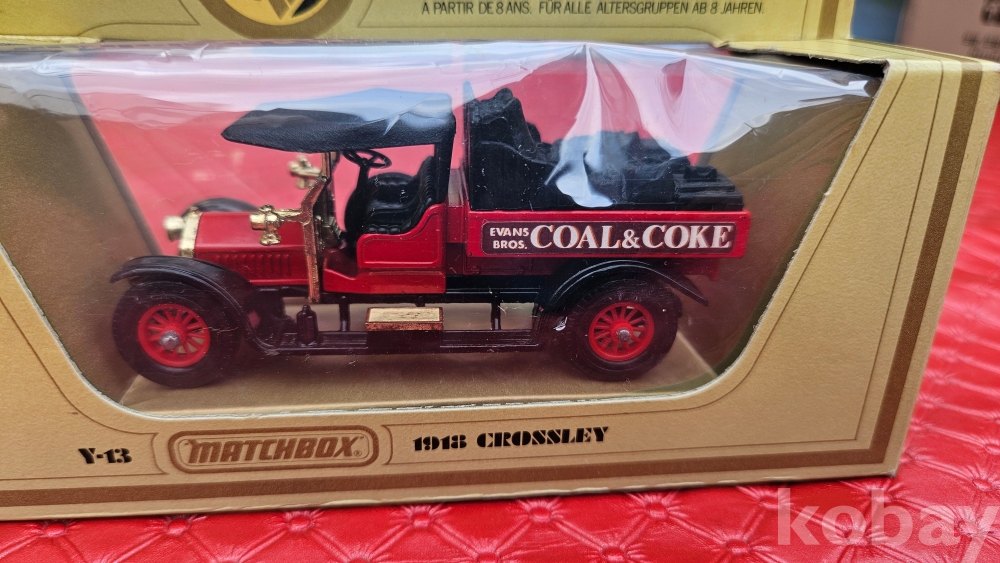 A PARTIR DE 8 ANS. FÜR ALLE ALTERSGRUPPEN AB 8 JAHREN.
EVANS BROS. COAL & COKE
Y-13 MATCHBOX® 1918 CROSSLEY
kobay